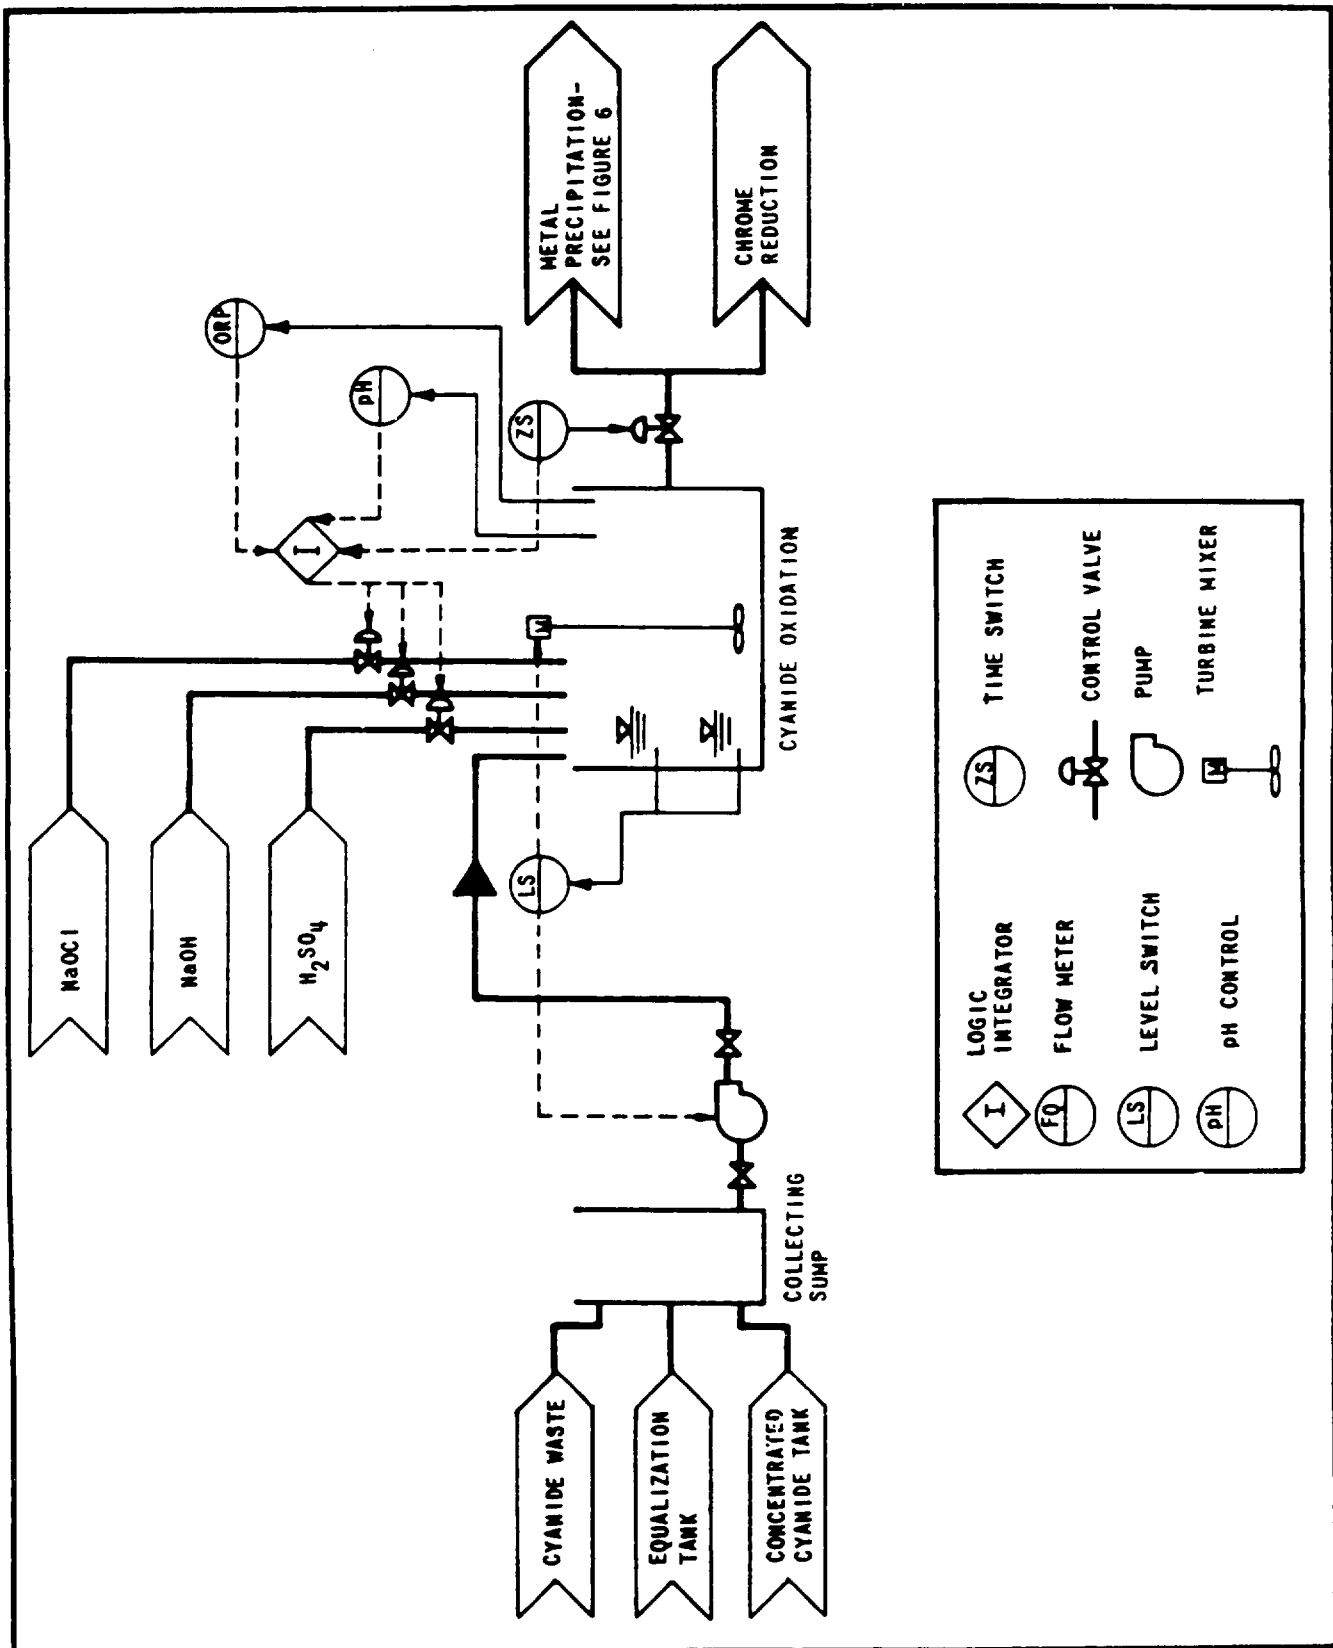 NaOCl
NaOH
H₂SO₄
ORP
pH
I
ZS
M
LS
METAL
PRECIPITATION-
SEE FIGURE 6
CHROME
REDUCTION
CYANIDE OXIDATION
CYANIDE WASTE
EQUALIZATION
TANK
CONCENTRATED
CYANIDE TANK
COLLECTING
SUMP
I
LOGIC
INTEGRATOR
FQ
FLOW METER
LS
LEVEL SWITCH
pH
pH CONTROL
ZS
TIME SWITCH
CONTROL VALVE
PUMP
M
TURBINE MIXER